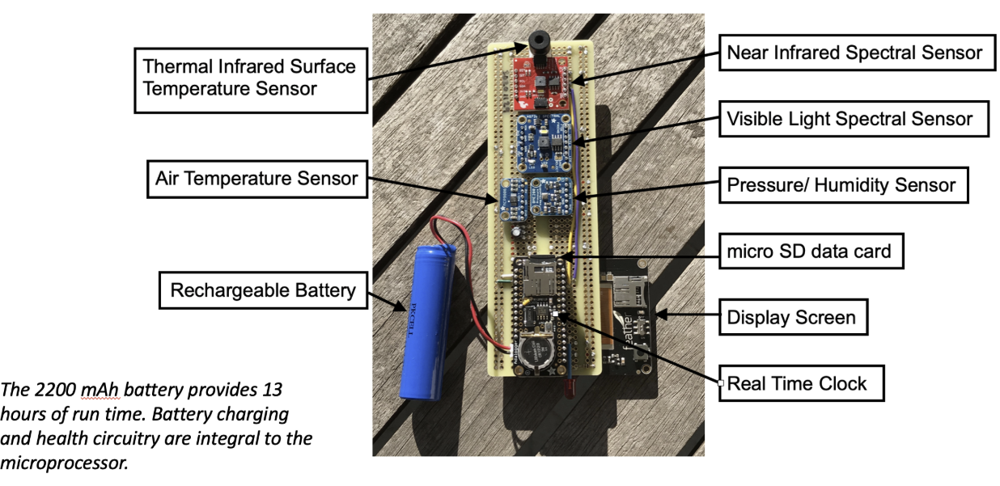 Thermal Infrared Surface
Temperature Sensor
Near Infrared Spectral Sensor
Visible Light Spectral Sensor
Air Temperature Sensor
Pressure/ Humidity Sensor
micro SD data card
Rechargeable Battery
PKCELL
Display Screen
feather
Real Time Clock
The 2200 mAh battery provides 13
hours of run time. Battery charging
and health circuitry are integral to the
microprocessor.